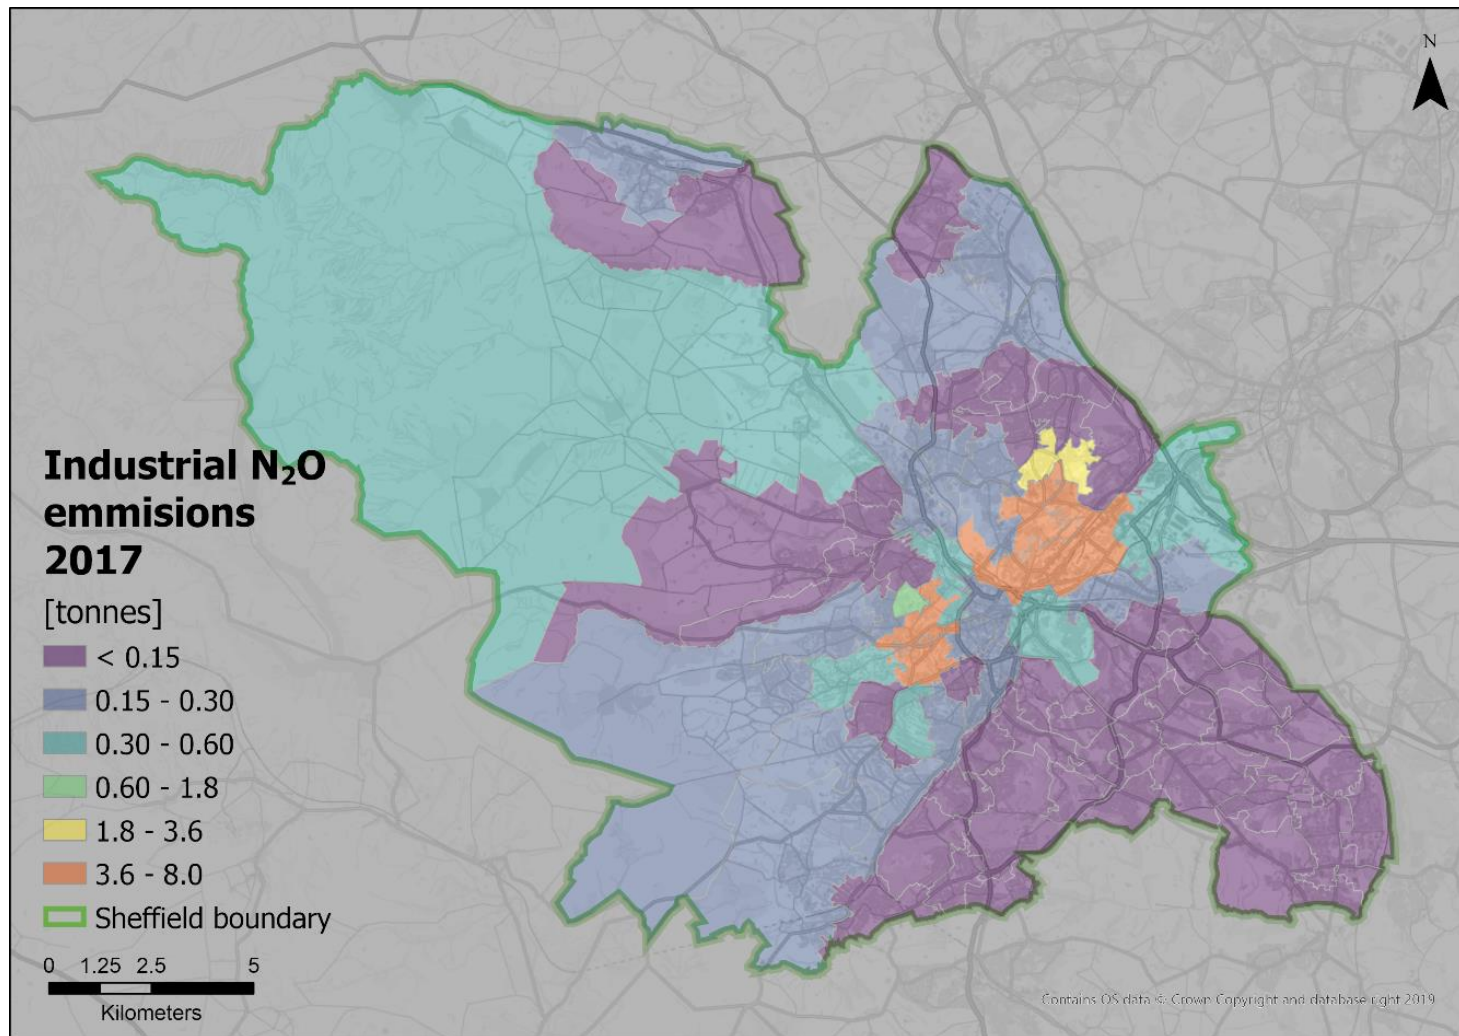 N
Industrial N₂O
emmisions
2017
[tonnes]
< 0.15
0.15 - 0.30
0.30 - 0.60
0.60 - 1.8
1.8 - 3.6
3.6 - 8.0
Sheffield boundary
0 1.25 2.5 5
Kilometers
Contains OS data © Crown Copyright and database right 2019